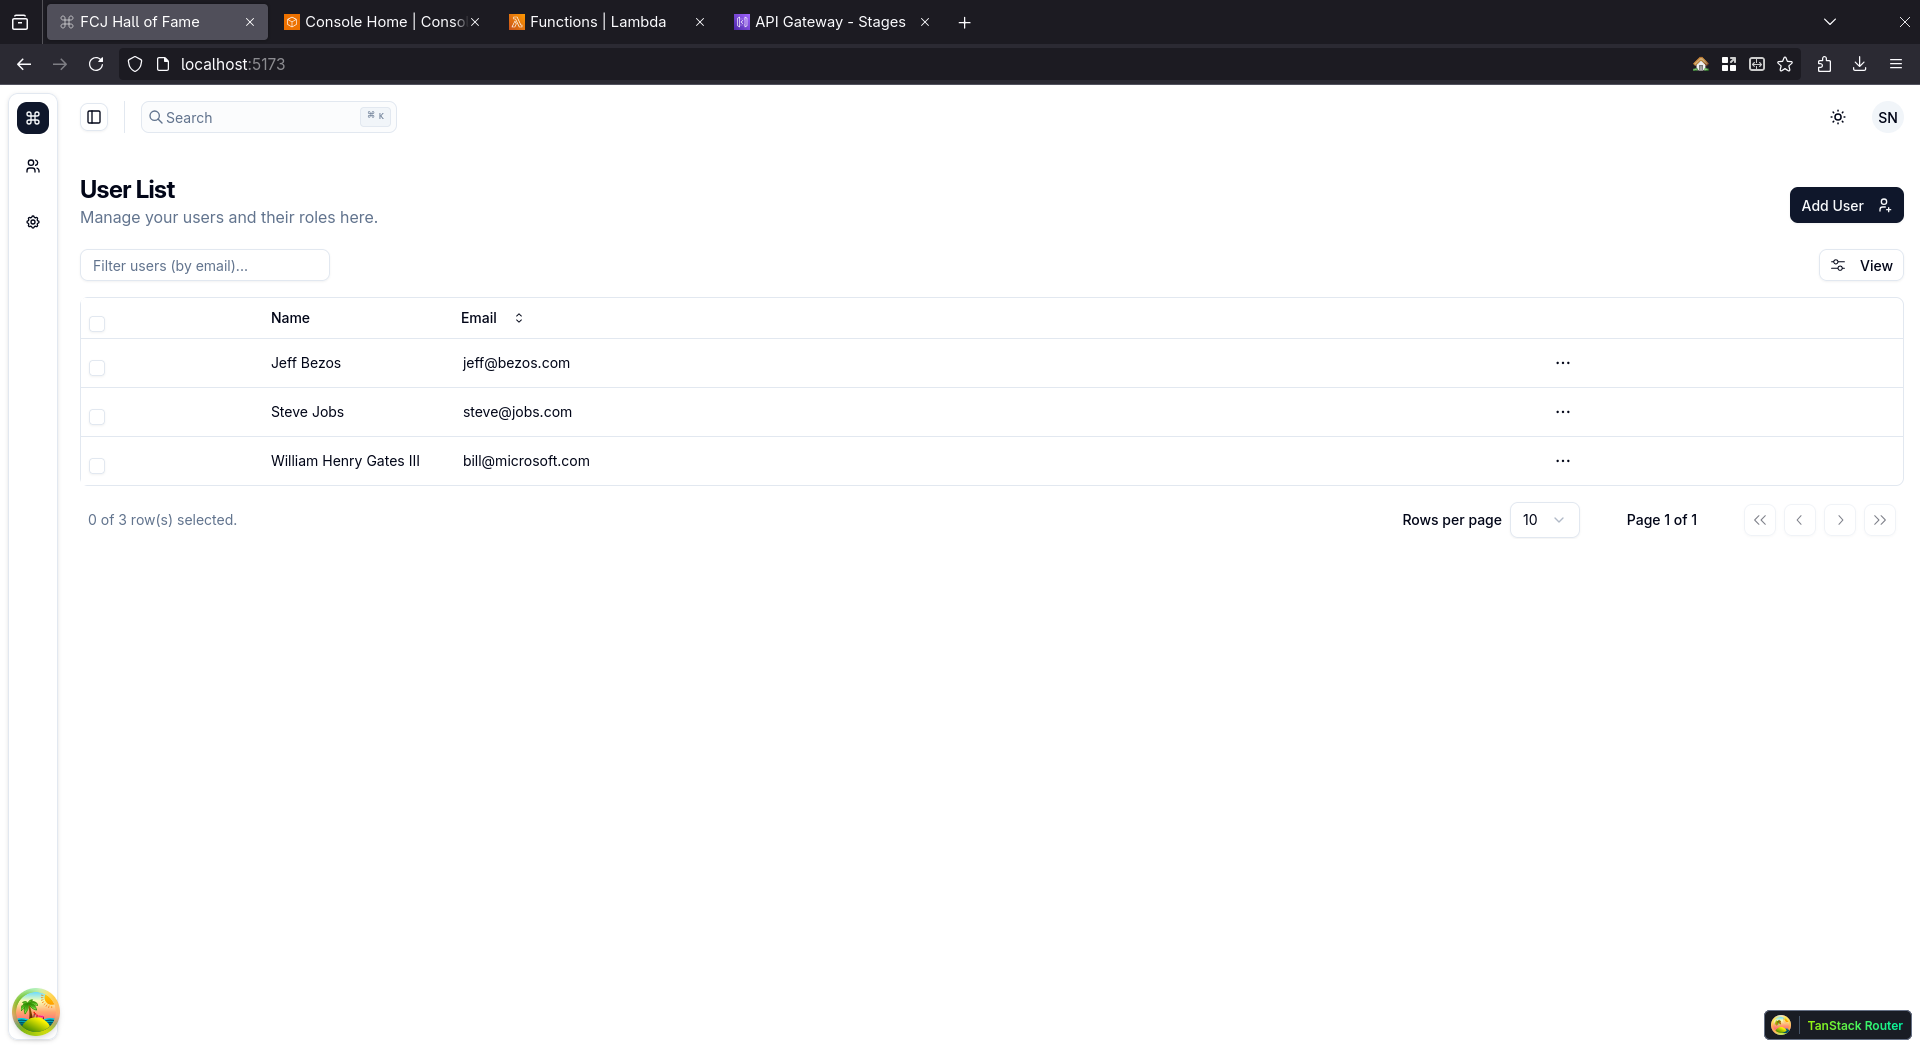 FCJ Hall of Fame
Console Home | Conso
Functions | Lambda
API Gateway - Stages
localhost:5173
Search
⌘ K
SN
User List
Manage your users and their roles here.
Add User
Filter users (by email)...
View
Name Email
Jeff Bezos jeff@bezos.com
Steve Jobs steve@jobs.com
William Henry Gates III bill@microsoft.com
0 of 3 row(s) selected.
Rows per page 10
Page 1 of 1
TanStack Router